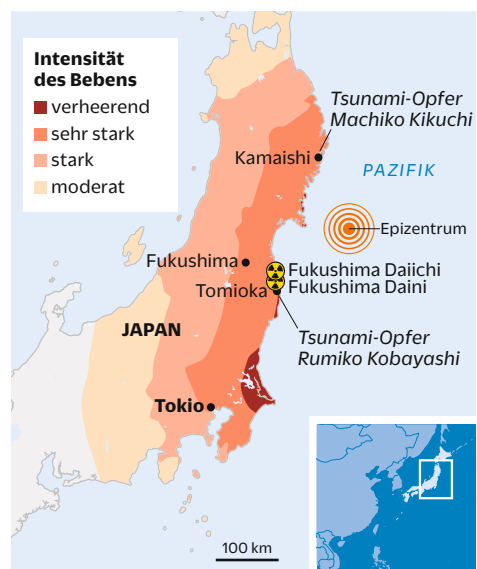 Intensität
des Bebens
verheerend
sehr stark
stark
moderat
Tsunami-Opfer
Machiko Kikuchi
Kamaishi
PAZIFIK
Epizentrum
Fukushima
Fukushima Daiichi
Tomioka
Fukushima Daini
JAPAN
Tsunami-Opfer
Rumiko Kobayashi
Tokio
100 km